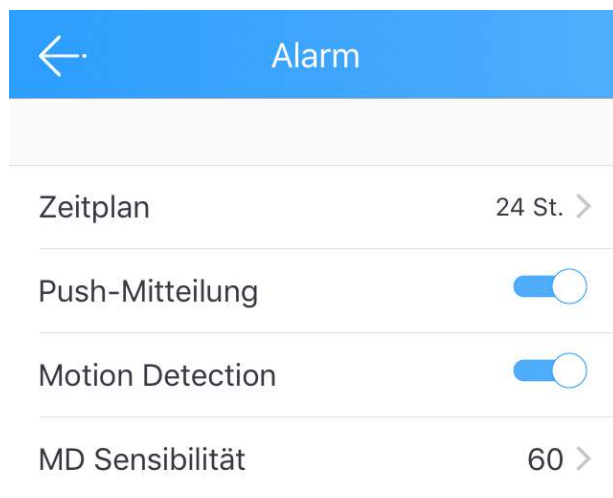 Alarm
Zeitplan 24 St.
Push-Mitteilung
Motion Detection
MD Sensibilität 60